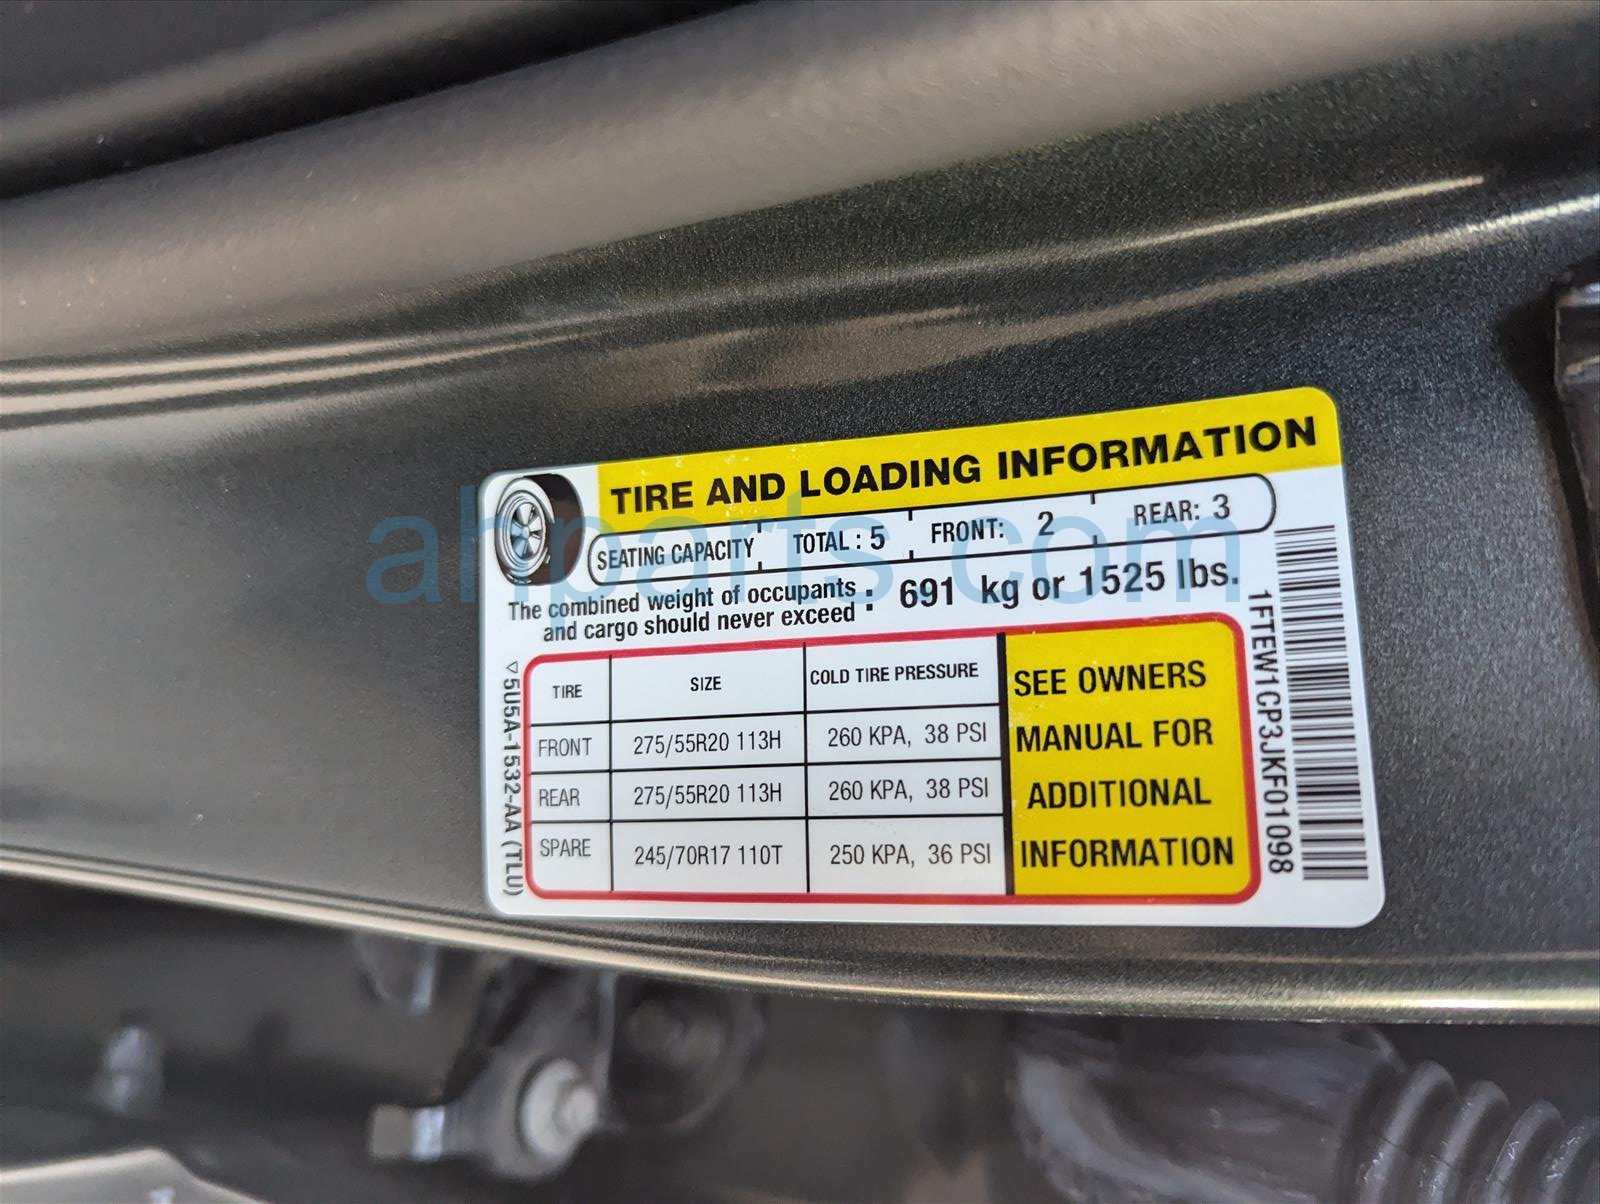 TIRE AND LOADING INFORMATION
SEATING CAPACITY TOTAL : 5 FRONT: 2 REAR: 3
The combined weight of occupants
and cargo should never exceed : 691 kg or 1525 lbs.
TIRE SIZE COLD TIRE PRESSURE
FRONT 275/55R20 113H 260 KPA, 38 PSI
REAR 275/55R20 113H 260 KPA, 38 PSI
SPARE 245/70R17 110T 250 KPA, 36 PSI
SEE OWNERS
MANUAL FOR
ADDITIONAL
INFORMATION
5U5A-1532-AA (TLU)
1FTEW1CP3JKF01098
ahparts.com